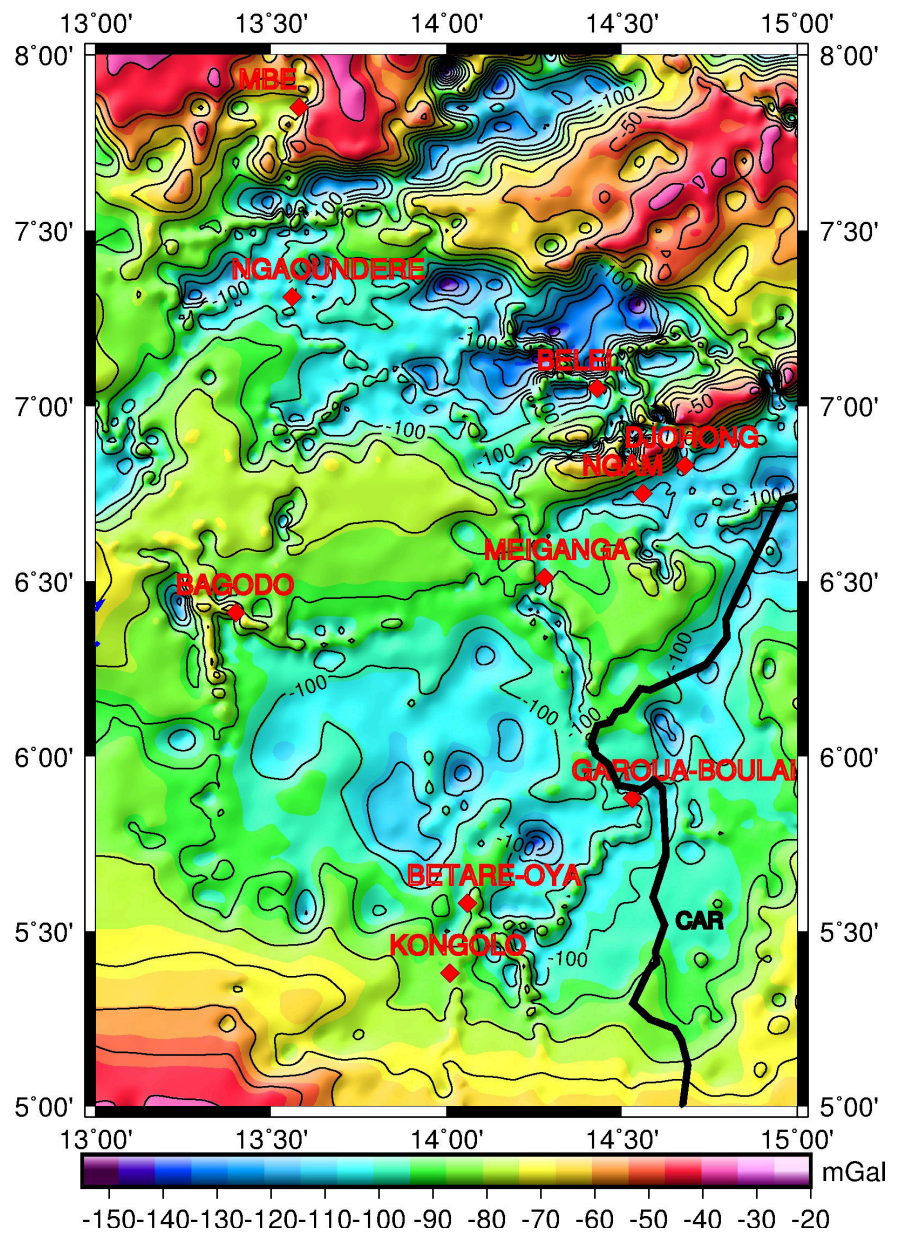 13°00' 13°30' 14°00' 14°30' 15°00'
8°00' 8°00'
MBE
-100
-50
-100
7°30' 7°30'
NGAOUNDERE
-100
-100
-100
BELEL
7°00' -50 7°00'
-100
DJOHONG
-100
NGAM
-100
MEIGANGA
6°30' 6°30'
BAGODO
-100
-100
-100
-100
6°00' 6°00'
GAROUA-BOULAI
-100
BETARE-OYA
CAR
5°30' 5°30'
KONGOLO
-100
5°00' 5°00'
13°00' 13°30' 14°00' 14°30' 15°00'
mGal
-150 -140 -130 -120 -110 -100 -90 -80 -70 -60 -50 -40 -30 -20